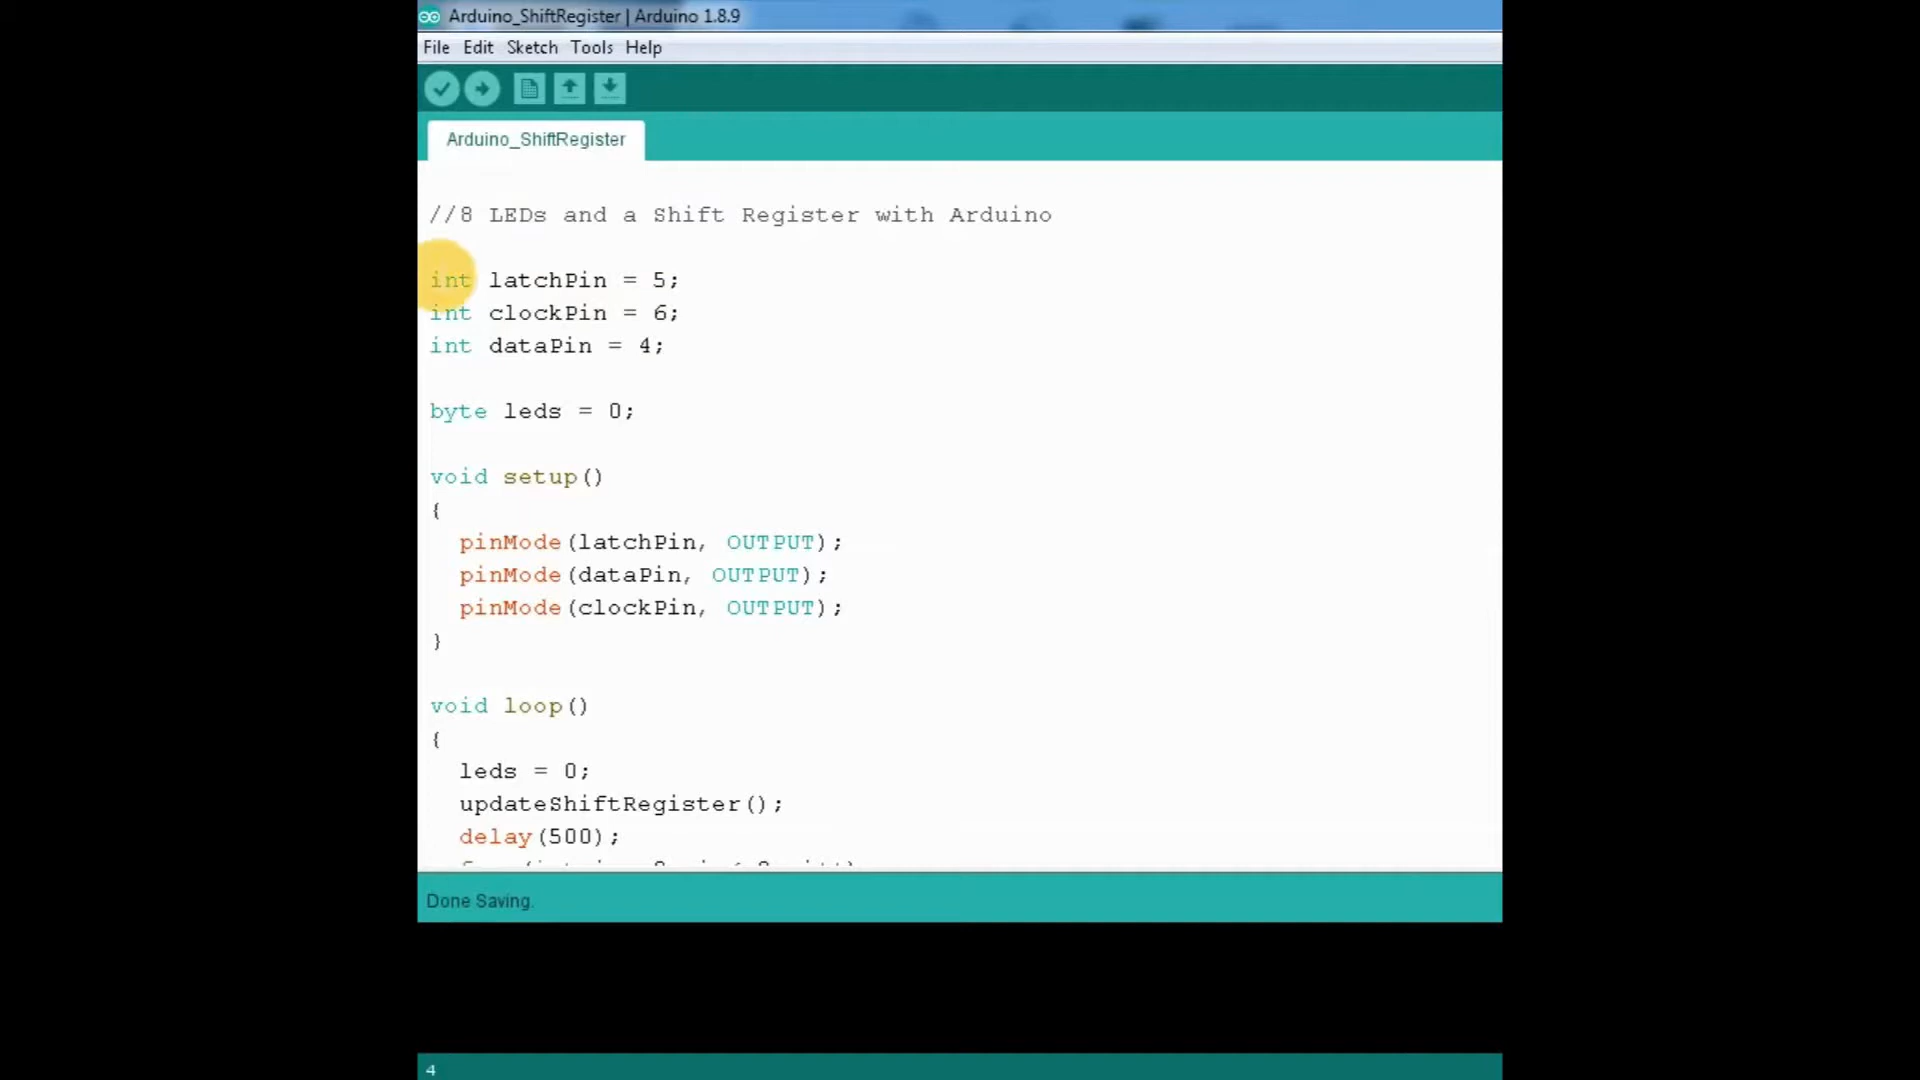 Arduino_ShiftRegister | Arduino 1.8.9
File Edit Sketch Tools Help
Arduino_ShiftRegister
//8 LEDs and a Shift Register with Arduino
int latchPin = 5;
int clockPin = 6;
int dataPin = 4;
byte leds = 0;
void setup()
{
pinMode(latchPin, OUTPUT);
pinMode(dataPin, OUTPUT);
pinMode(clockPin, OUTPUT);
}
void loop()
{
leds = 0;
updateShiftRegister();
delay(500);
Done Saving.
4